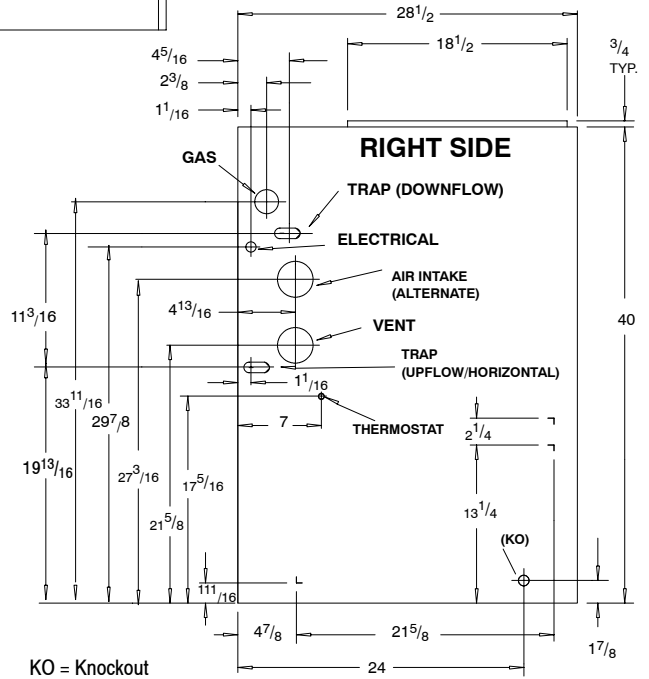 28 1/2
18 1/2
3/4
TYP.
4 5/16
2 3/8
1 1/16
RIGHT SIDE
GAS
TRAP (DOWNFLOW)
ELECTRICAL
AIR INTAKE
(ALTERNATE)
4 13/16
VENT
11 3/16
40
TRAP
(UPFLOW/HORIZONTAL)
1 1/16
33 11/16
29 7/8
7
THERMOSTAT
2 1/4
19 13/16
27 3/16
17 5/16
21 5/8
13 1/4
(KO)
1 11/16
4 7/8
21 5/8
1 7/8
24
KO = Knockout